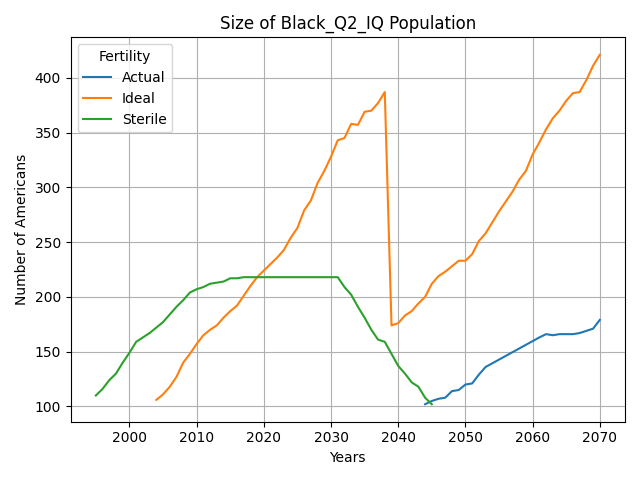 Size of Black_Q2_IQ Population
Fertility
Actual
Ideal
Sterile
Number of Americans
400
350
300
250
200
150
100
2000 2010 2020 2030 2040 2050 2060 2070
Years